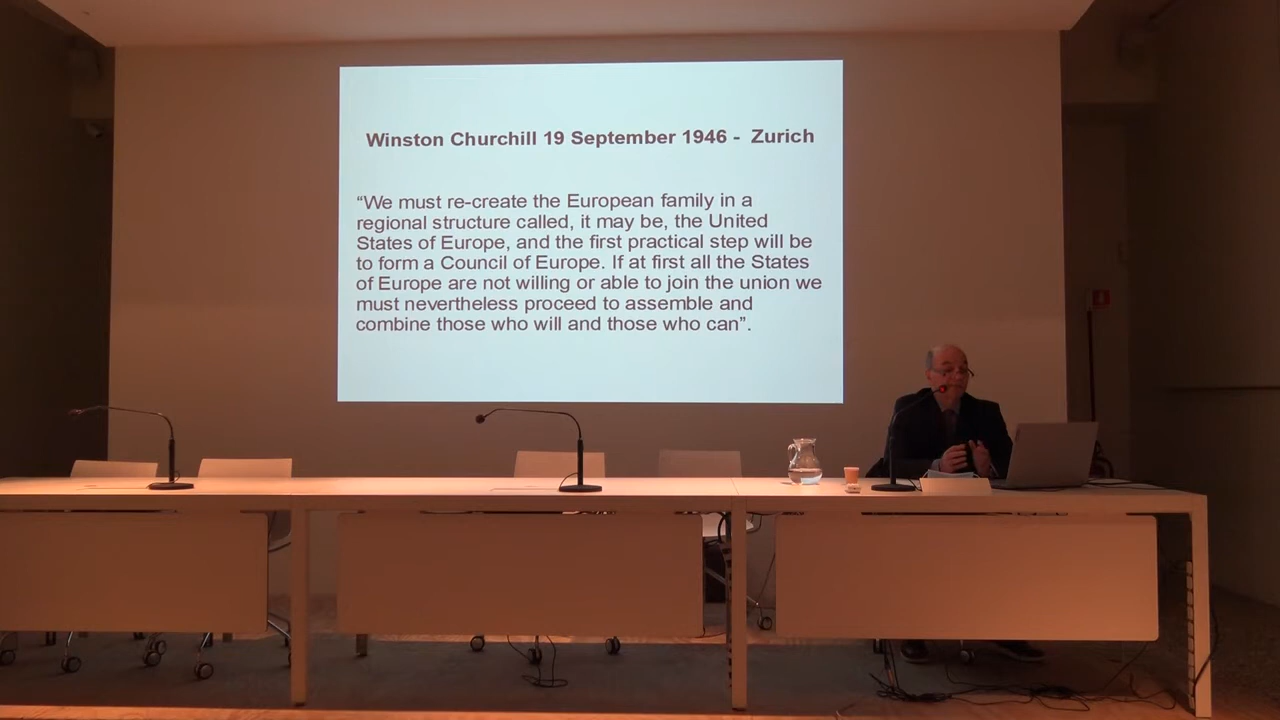 Winston Churchill 19 September 1946 - Zurich
“We must re-create the European family in a
regional structure called, it may be, the United
States of Europe, and the first practical step will be
to form a Council of Europe. If at first all the States
of Europe are not willing or able to join the union we
must nevertheless proceed to assemble and
combine those who will and those who can”.